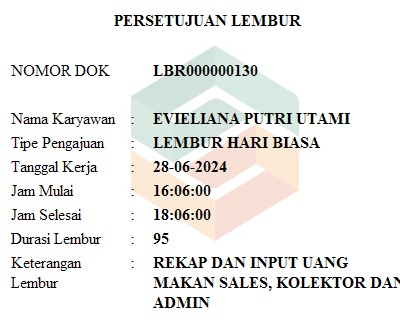 PERSETUJUAN LEMBUR
NOMOR DOK LBR000000130
Nama Karyawan : EVIELIANA PUTRI UTAMI
Tipe Pengajuan : LEMBUR HARI BIASA
Tanggal Kerja : 28-06-2024
Jam Mulai : 16:06:00
Jam Selesai : 18:06:00
Durasi Lembur : 95
Keterangan : REKAP DAN INPUT UANG
Lembur MAKAN SALES, KOLEKTOR DAN
ADMIN